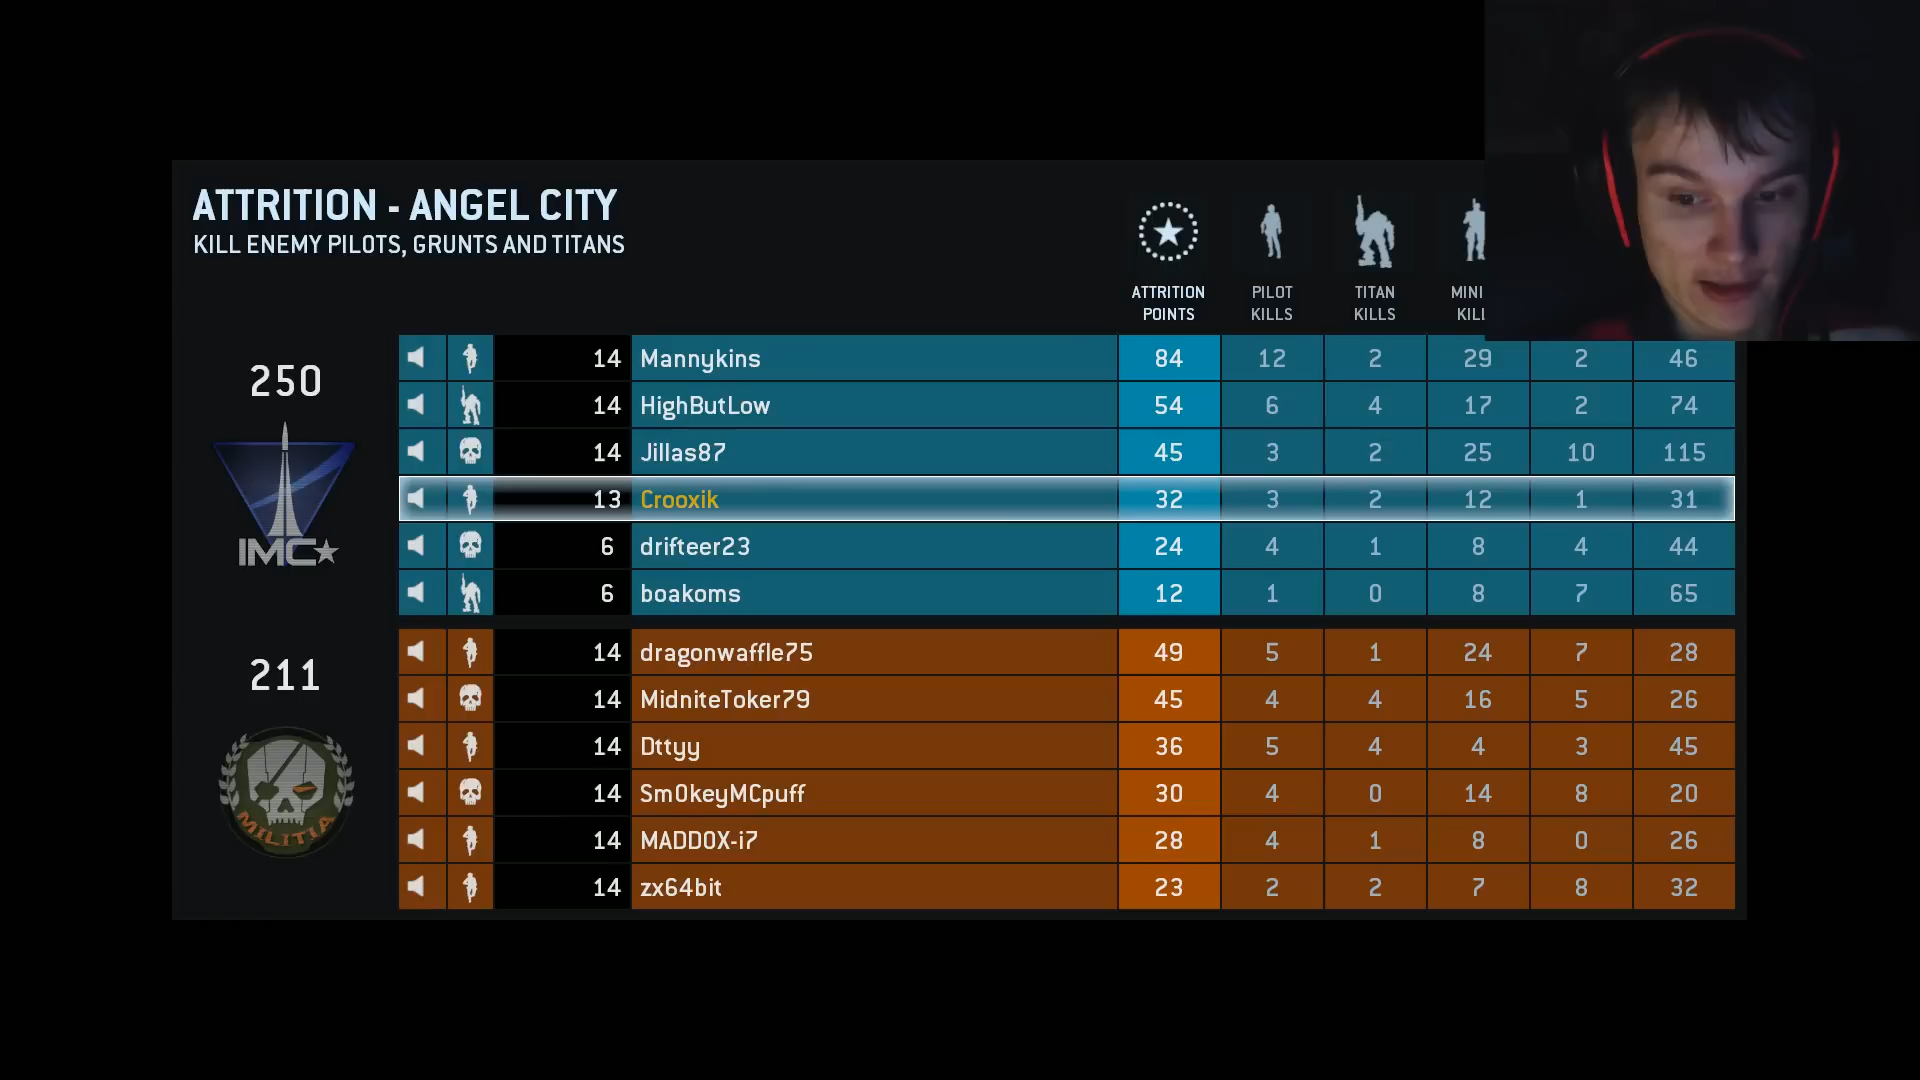 ATTRITION - ANGEL CITY
KILL ENEMY PILOTS, GRUNTS AND TITANS
ATTRITION POINTS PILOT KILLS TITAN KILLS MINI KILL
250
IMC
14 Mannykins 84 12 2 29 2 46
14 HighButLow 54 6 4 17 2 74
14 Jillas87 45 3 2 25 10 115
13 Crooxik 32 3 2 12 1 31
6 drifteer23 24 4 1 8 4 44
6 boakoms 12 1 0 8 7 65
211
MILITIA
14 dragonwaffle75 49 5 1 24 7 28
14 MidniteToker79 45 4 4 16 5 26
14 Dttyy 36 5 4 4 3 45
14 Sm0keyMCpuff 30 4 0 14 8 20
14 MADDOX-i7 28 4 1 8 0 26
14 zx64bit 23 2 2 7 8 32